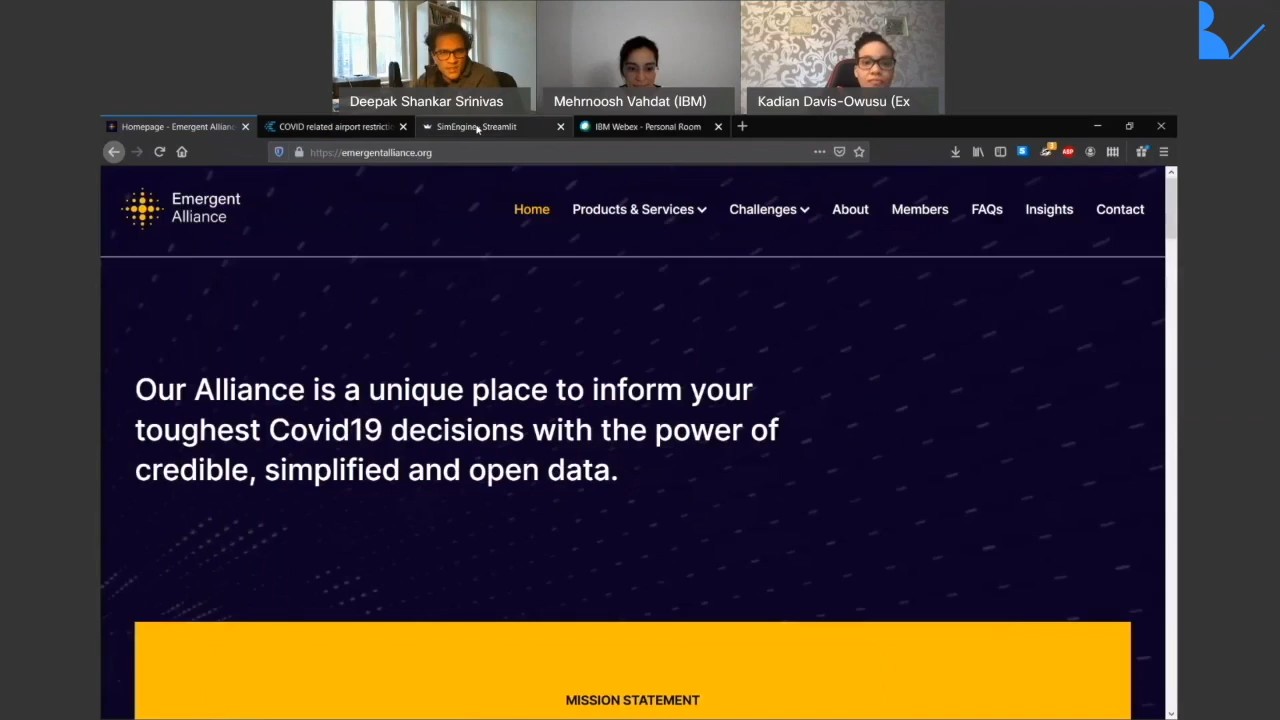 Deepak Shankar Srinivas
Mehrnoosh Vahdat (IBM)
Kadian Davis-Owusu (Ex
Homepage - Emergent Allianc
COVID related airport restricti
SimEngine · Streamlit
IBM Webex - Personal Room
https://emergentalliance.org
ABP
Emergent
Alliance
Home
Products & Services
Challenges
About
Members
FAQs
Insights
Contact
Our Alliance is a unique place to inform your
toughest Covid19 decisions with the power of
credible, simplified and open data.
MISSION STATEMENT